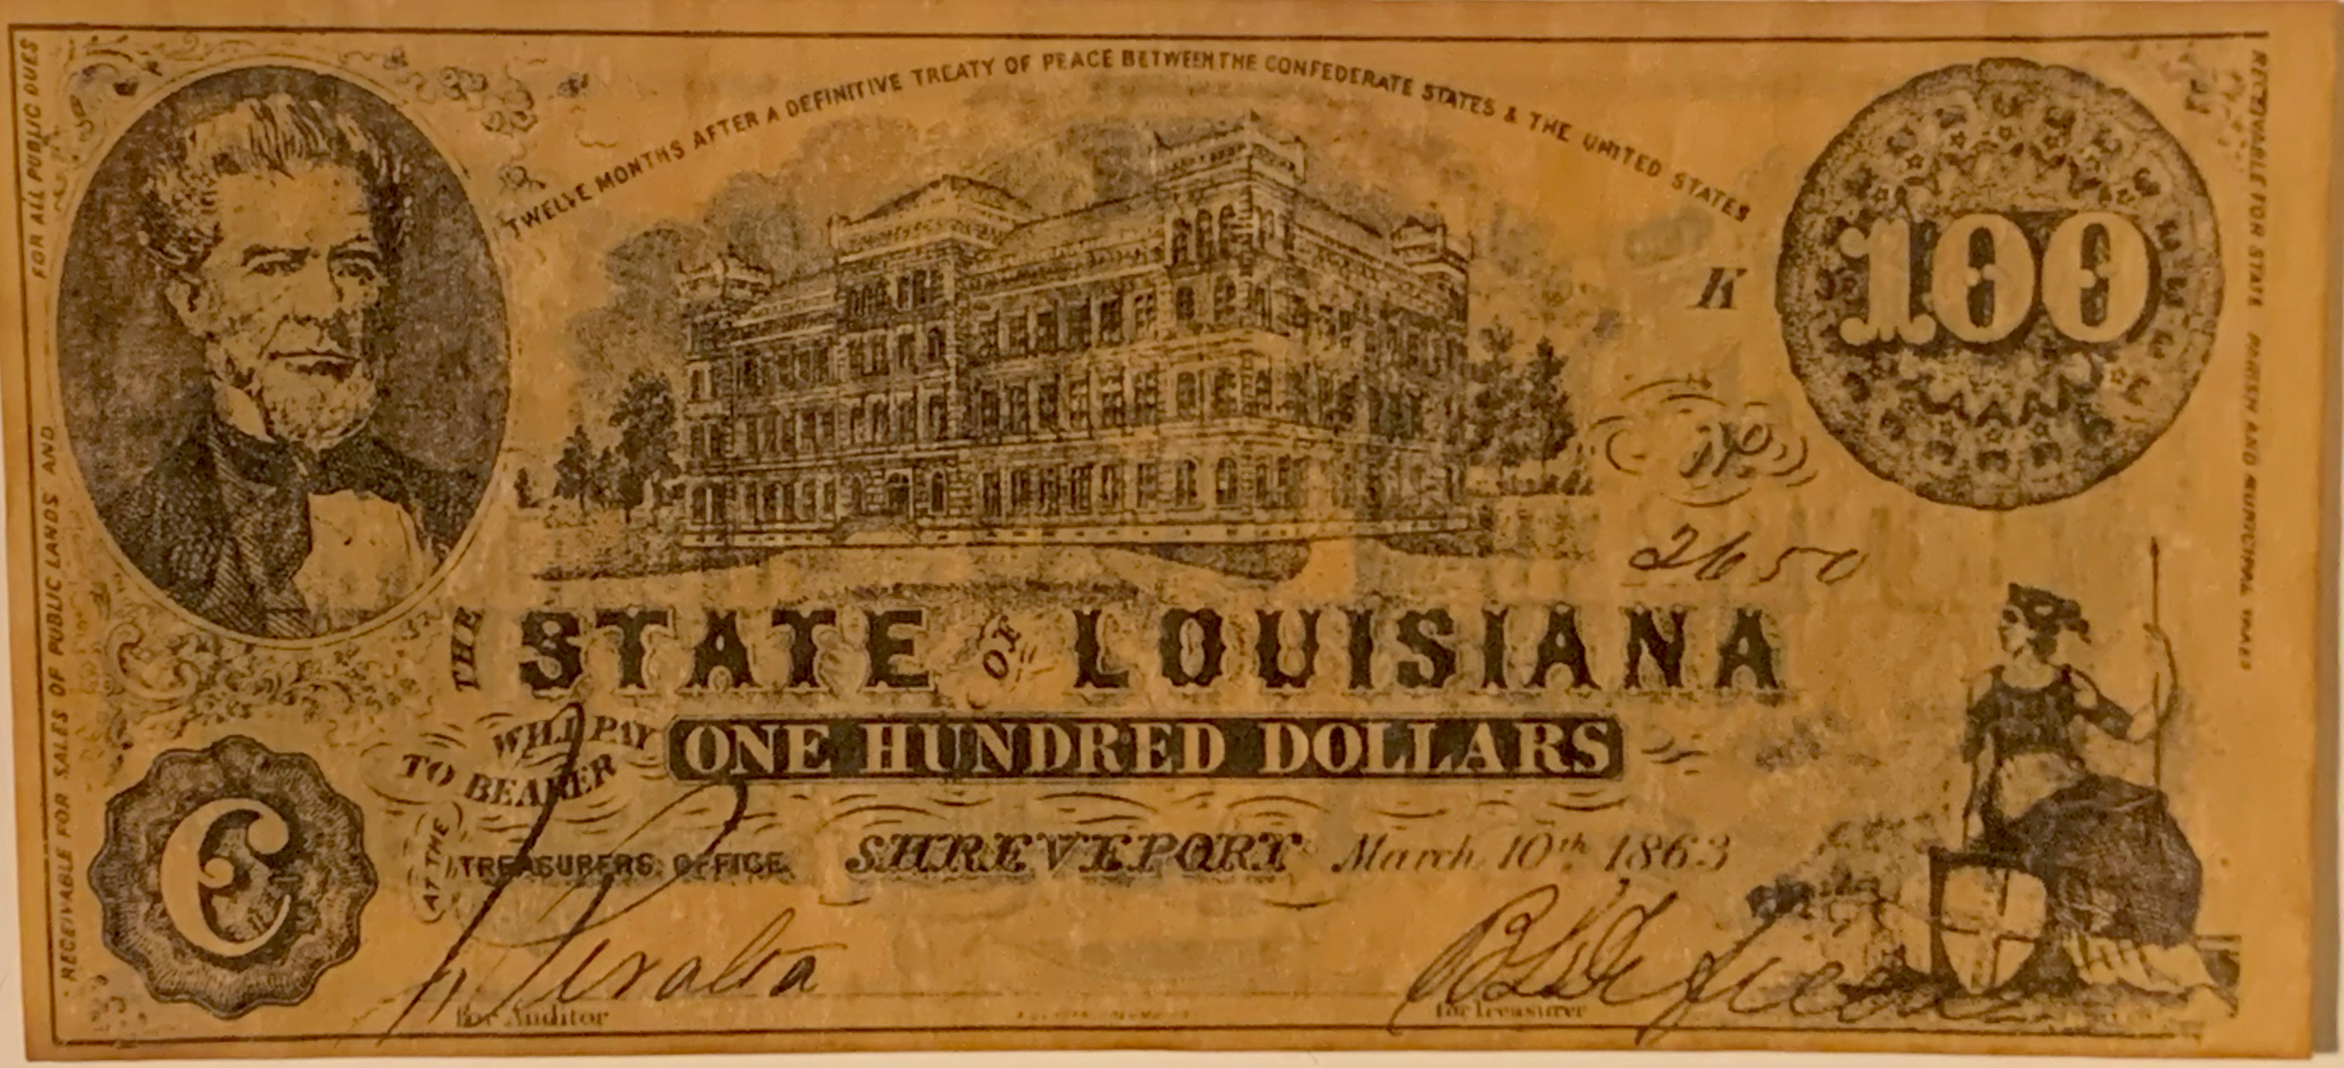 TWELVE MONTHS AFTER A DEFINITIVE TREATY OF PEACE BETWEEN THE CONFEDERATE STATES & THE UNITED STATES
FOR ALL PUBLIC DUES
RECEIVABLE FOR SALES OF PUBLIC LANDS AND
RECEIVABLE FOR STATE PARISH AND MUNICIPAL TAXES
K
100
2650
THE STATE OF LOUISIANA
WILL PAY
TO BEARER
ONE HUNDRED DOLLARS
AT THE
TREASURERS OFFICE SHREVEPORT March 10th 1863
C
Peralta
For Auditor
for Treasurer